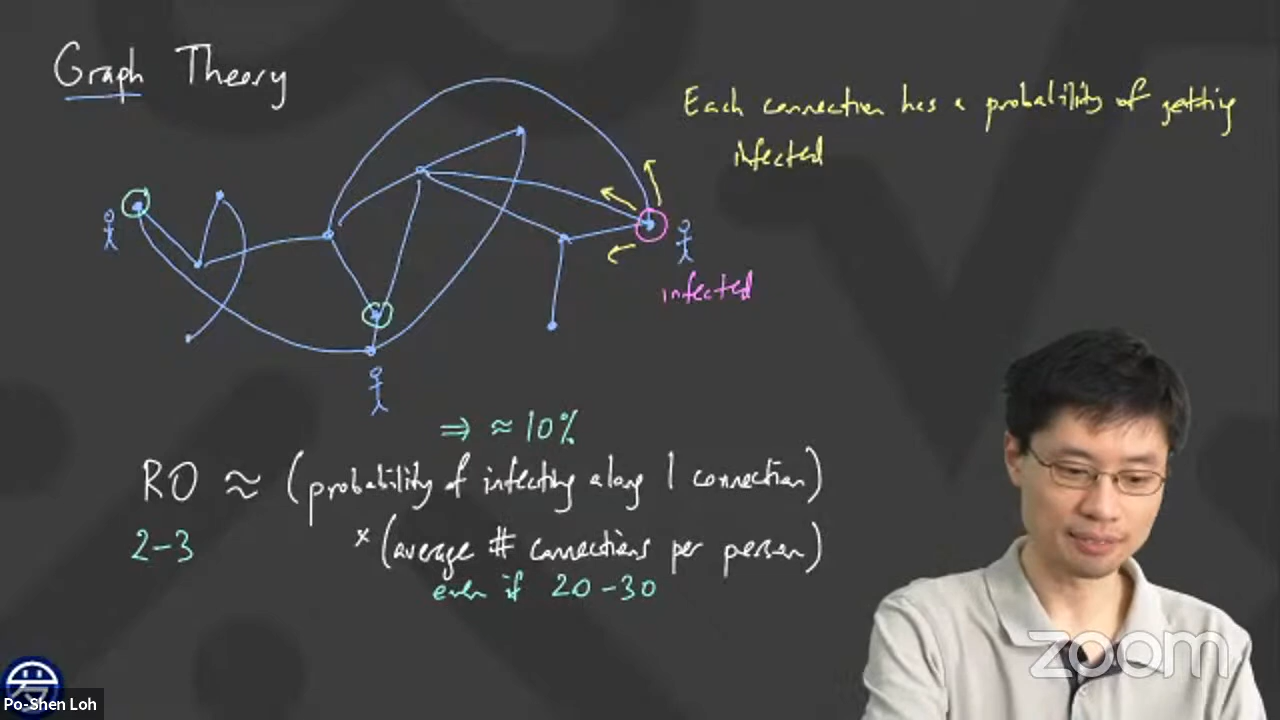 Graph Theory
Each connection has a probability of getting
infected
infected
⇒ ≈ 10%
R0 ≈ (probability of infecting along 1 connection)
2-3
× (average # connections per person)
even if 20-30
zoom
Po-Shen Loh